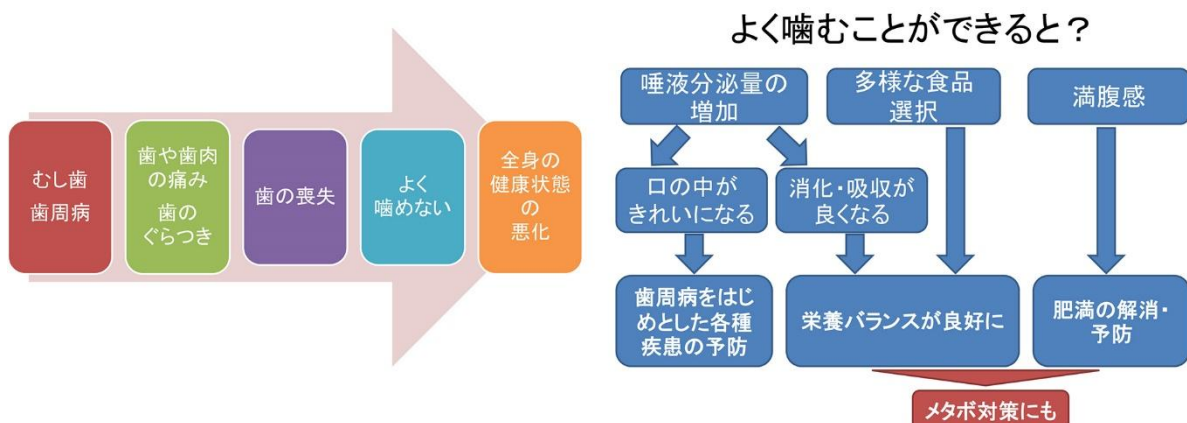 むし歯
歯周病
歯や歯肉
の痛み
歯の
ぐらつき
歯の喪失
よく
噛めない
全身の
健康状態
の
悪化
よく噛むことができると？
唾液分泌量の
増加
多様な食品
選択
満腹感
口の中が
きれいになる
消化・吸収が
良くなる
歯周病をはじ
めとした各種
疾患の予防
栄養バランスが良好に
肥満の解消・
予防
メタボ対策にも